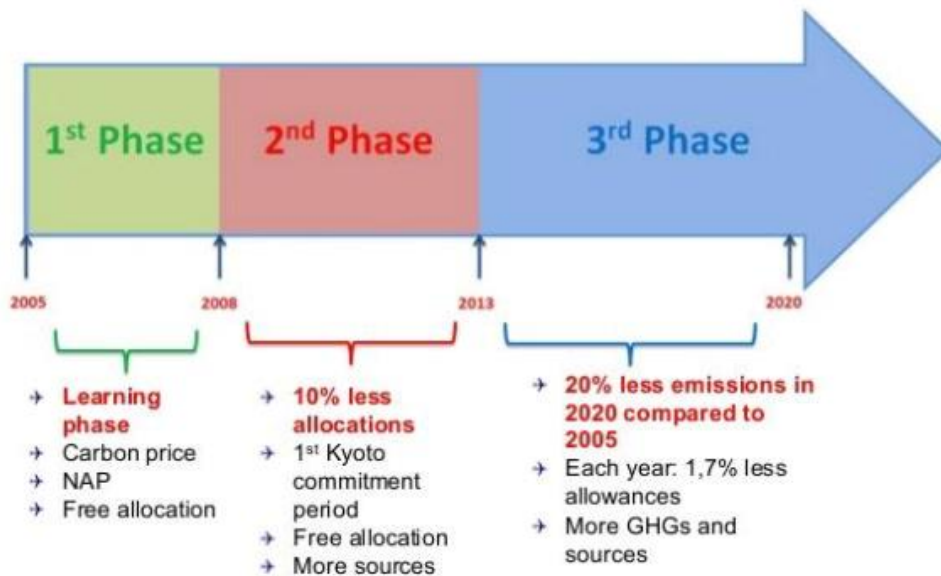 1st Phase
2nd Phase
3rd Phase
2005
2008
2013
2020
Learning
phase
Carbon price
NAP
Free allocation
10% less
allocations
1st Kyoto
commitment
period
Free allocation
More sources
20% less emissions in
2020 compared to
2005
Each year: 1,7% less
allowances
More GHGs and
sources